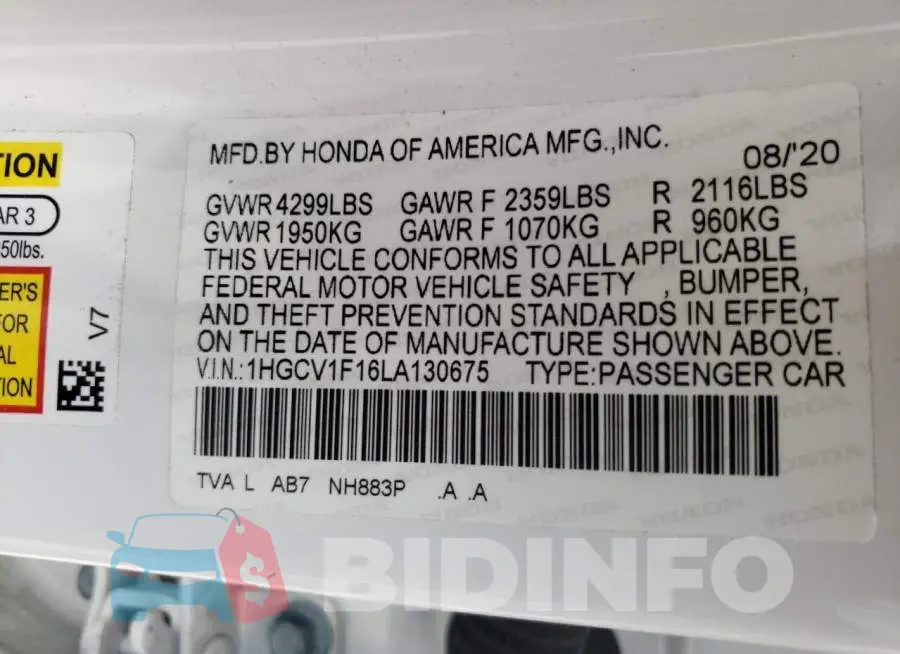 MFD.BY HONDA OF AMERICA MFG.,INC.
08/'20
GVWR 4299LBS GAWR F 2359LBS R 2116LBS
GVWR 1950KG GAWR F 1070KG R 960KG
THIS VEHICLE CONFORMS TO ALL APPLICABLE
FEDERAL MOTOR VEHICLE SAFETY , BUMPER,
AND THEFT PREVENTION STANDARDS IN EFFECT
ON THE DATE OF MANUFACTURE SHOWN ABOVE.
V.I.N.:1HGCV1F16LA130675 TYPE:PASSENGER CAR
TVA L AB7 NH883P .A .A
TION
AR 3
50lbs.
ER'S
FOR
AL
TION
V7
BIDINFO